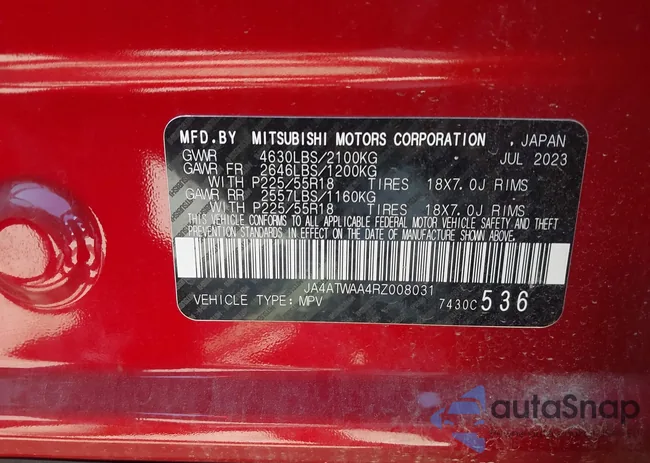 MFD.BY MITSUBISHI MOTORS CORPORATION , JAPAN
GVWR 4630LBS/2100KG JUL 2023
GAWR FR 2646LBS/1200KG
WITH P225/55R18 TIRES 18X7.0J RIMS
GAWR RR 2557LBS/1160KG
WITH P225/55R18 TIRES 18X7.0J RIMS
THIS VEHICLE CONFORMS TO ALL APPLICABLE FEDERAL MOTOR VEHICLE SAFETY AND THEFT
PREVENTION STANDARDS IN EFFECT ON THE DATE OF MANUFACTURE SHOWN ABOVE.
JA4ATWAA4RZ008031
VEHICLE TYPE: MPV 7430C 536
autoSnap